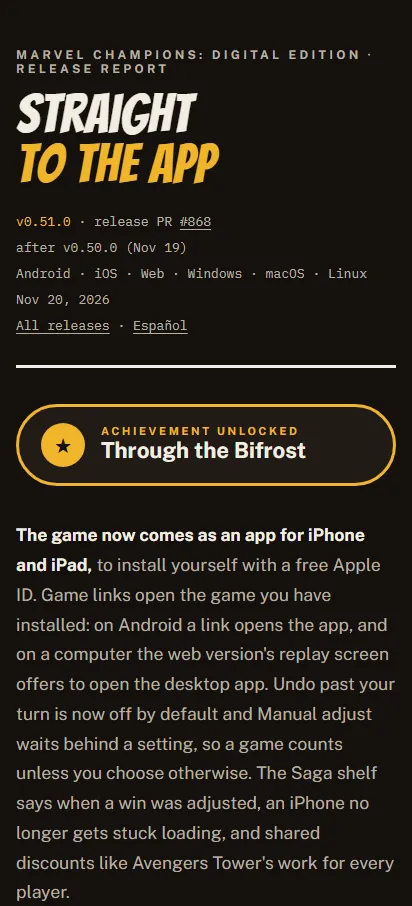 MARVEL CHAMPIONS: DIGITAL EDITION ·
RELEASE REPORT
STRAIGHT
TO THE APP
v0.51.0 · release PR #868
after v0.50.0 (Nov 19)
Android · iOS · Web · Windows · macOS · Linux
Nov 20, 2026
All releases · Español
★
ACHIEVEMENT UNLOCKED
Through the Bifrost
The game now comes as an app for iPhone
and iPad, to install yourself with a free Apple
ID. Game links open the game you have
installed: on Android a link opens the app, and
on a computer the web version's replay screen
offers to open the desktop app. Undo past your
turn is now off by default and Manual adjust
waits behind a setting, so a game counts
unless you choose otherwise. The Saga shelf
says when a win was adjusted, an iPhone no
longer gets stuck loading, and shared
discounts like Avengers Tower's work for every
player.